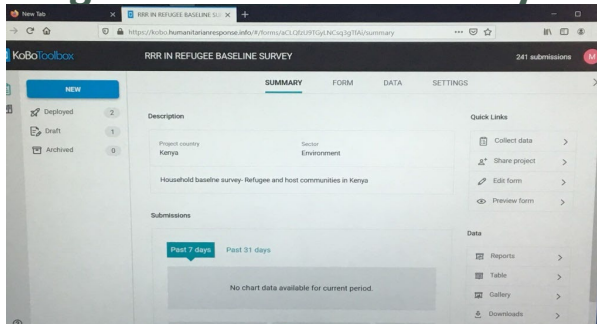 New Tab
RRR IN REFUGEE BASELINE SU
https://kobo.humanitarianresponse.info/#/forms/
/summary
KoBoToolbox
RRR IN REFUGEE BASELINE SURVEY
241 submissions
M
NEW
Deployed 2
Draft 1
Archived 0
SUMMARY FORM DATA SETTINGS
Description
Project country
Kenya
Sector
Environment
Household baselne survey- Refugee and host communities in Kenya
Submissions
Past 7 days Past 31 days
No chart data available for current period.
Quick Links
Collect data
Share project
Edit form
Preview form
Data
Reports
Table
Gallery
Downloads